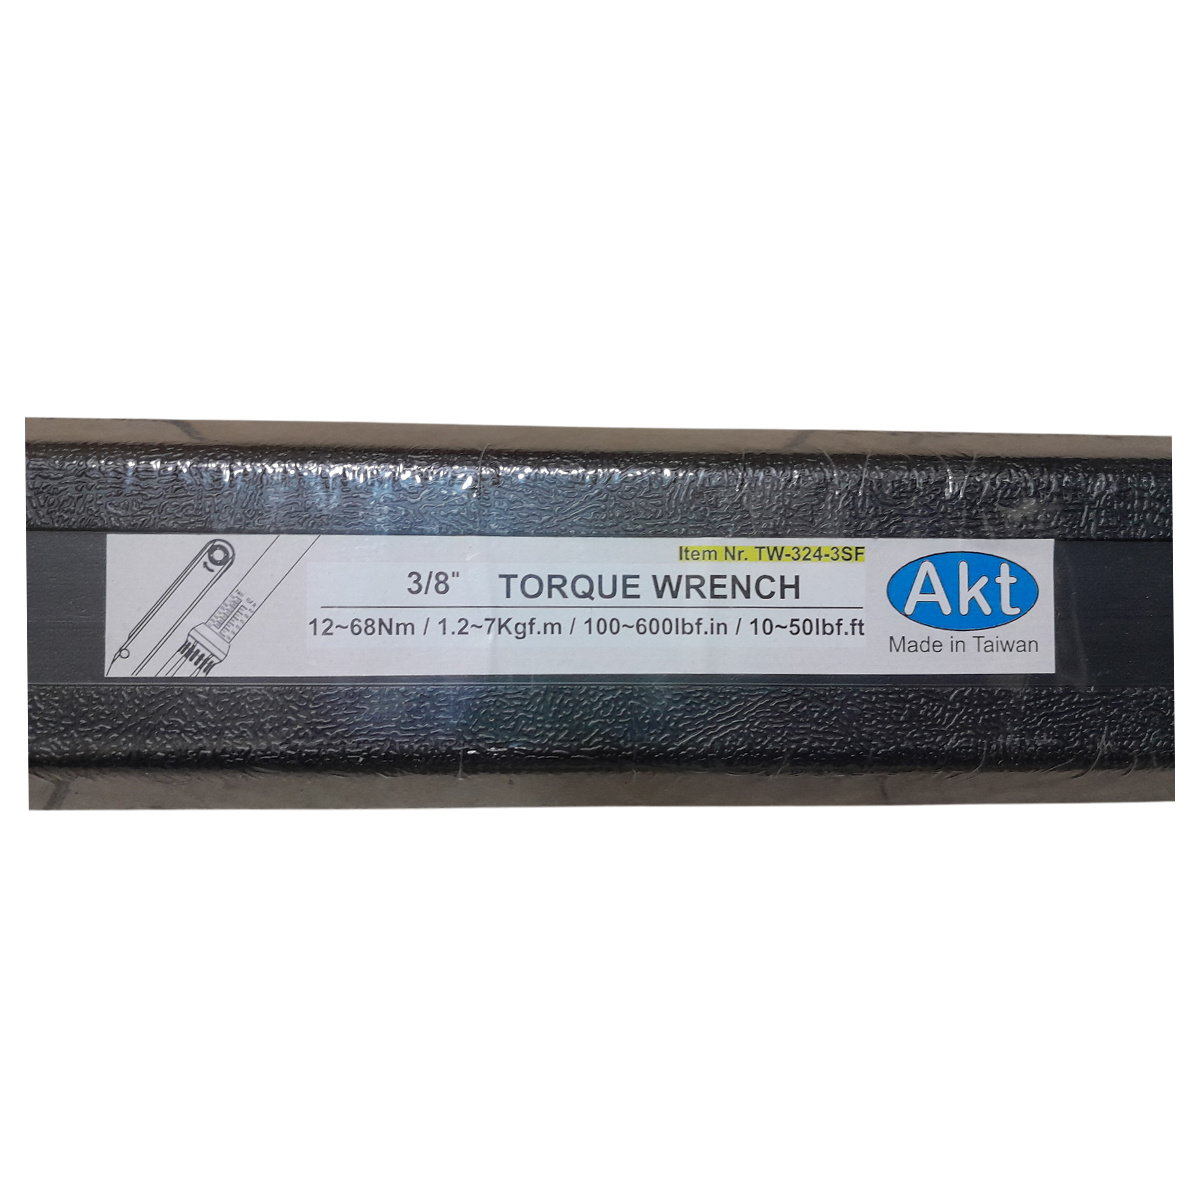 Item Nr. TW-324-3SF
3/8" TORQUE WRENCH
12~68Nm / 1.2~7Kgf.m / 100~600lbf.in / 10~50lbf.ft
Akt
Made in Taiwan